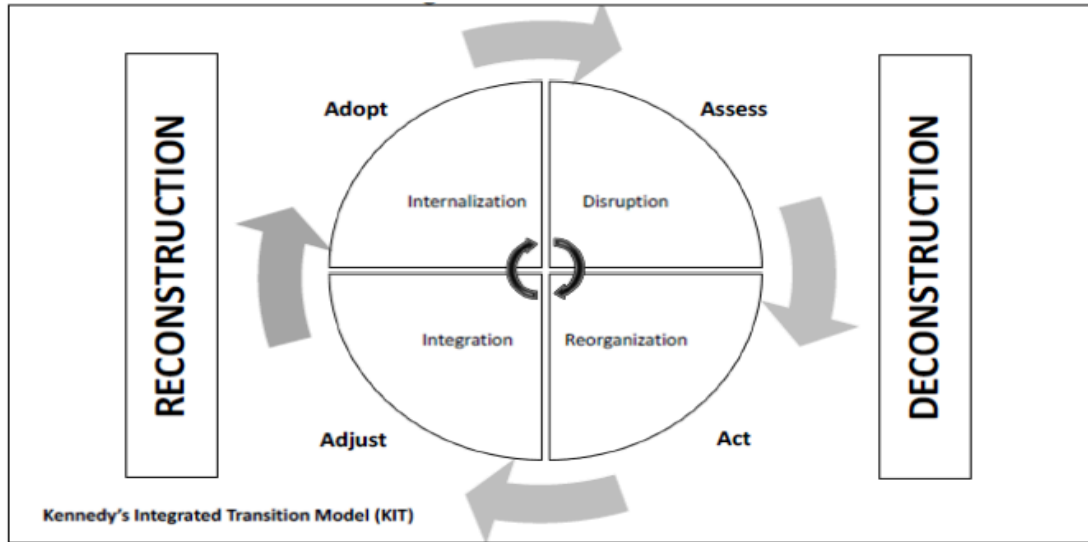 RECONSTRUCTION
Adopt
Assess
Internalization
Disruption
Integration
Reorganization
Adjust
Act
DECONSTRUCTION
Kennedy's Integrated Transition Model (KIT)